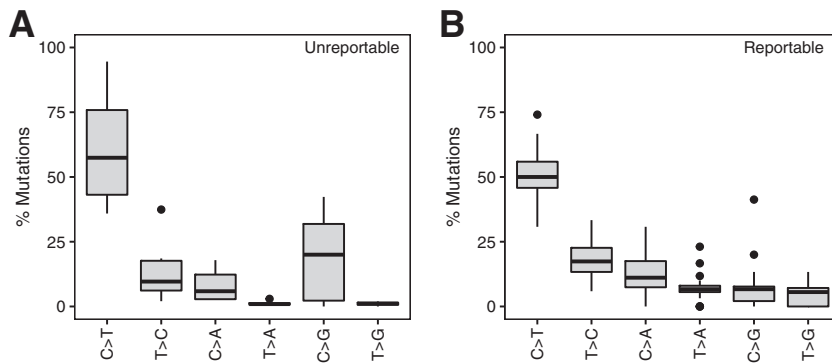 A
Unreportable
% Mutations
100
75
50
25
0
C>T
T>C
C>A
T>A
C>G
T>G
B
Reportable
% Mutations
100
75
50
25
0
C>T
T>C
C>A
T>A
C>G
T>G